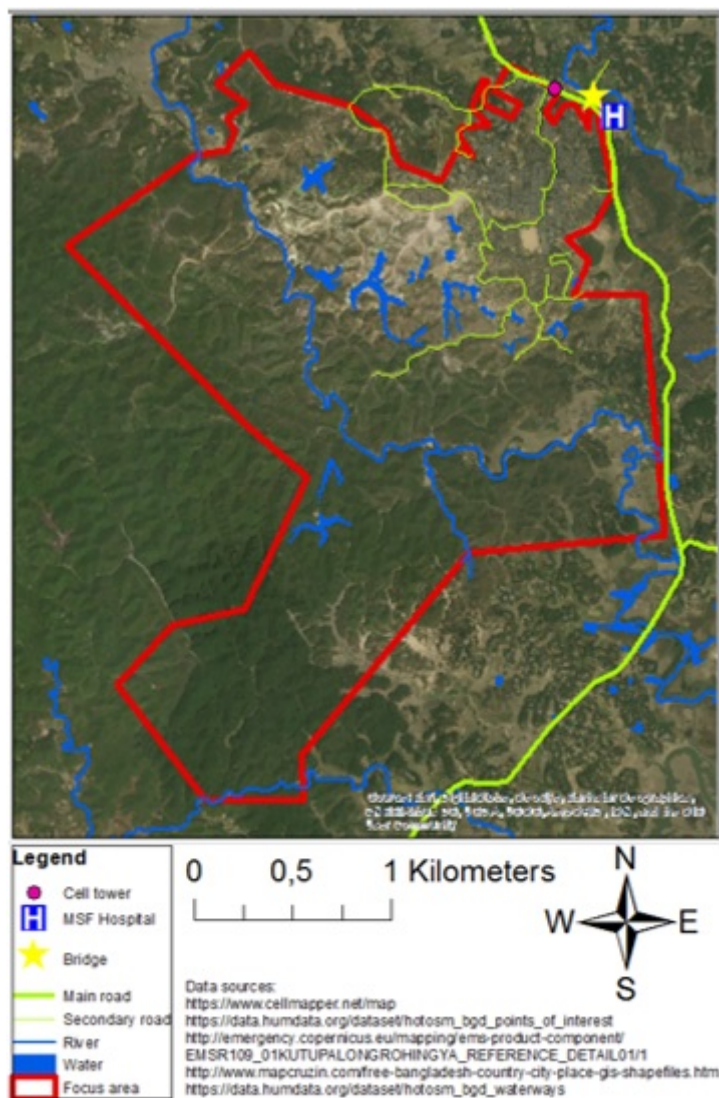 H
Legend
Cell tower
H MSF Hospital
Bridge
Main road
Secondary road
River
Water
Focus area
0 0,5 1 Kilometers
N
W E
S
Data sources:
https://www.cellmapper.net/map
https://data.humdata.org/dataset/hotosm_bgd_points_of_interest
http://emergency.copernicus.eu/mapping/ems-product-component/
EMSR109_01KUTUPALONGROHINGYA_REFERENCE_DETAIL01/1
http://www.mapcruzin.com/free-bangladesh-country-city-place-gis-shapefiles.htm
https://data.humdata.org/dataset/hotosm_bgd_waterways